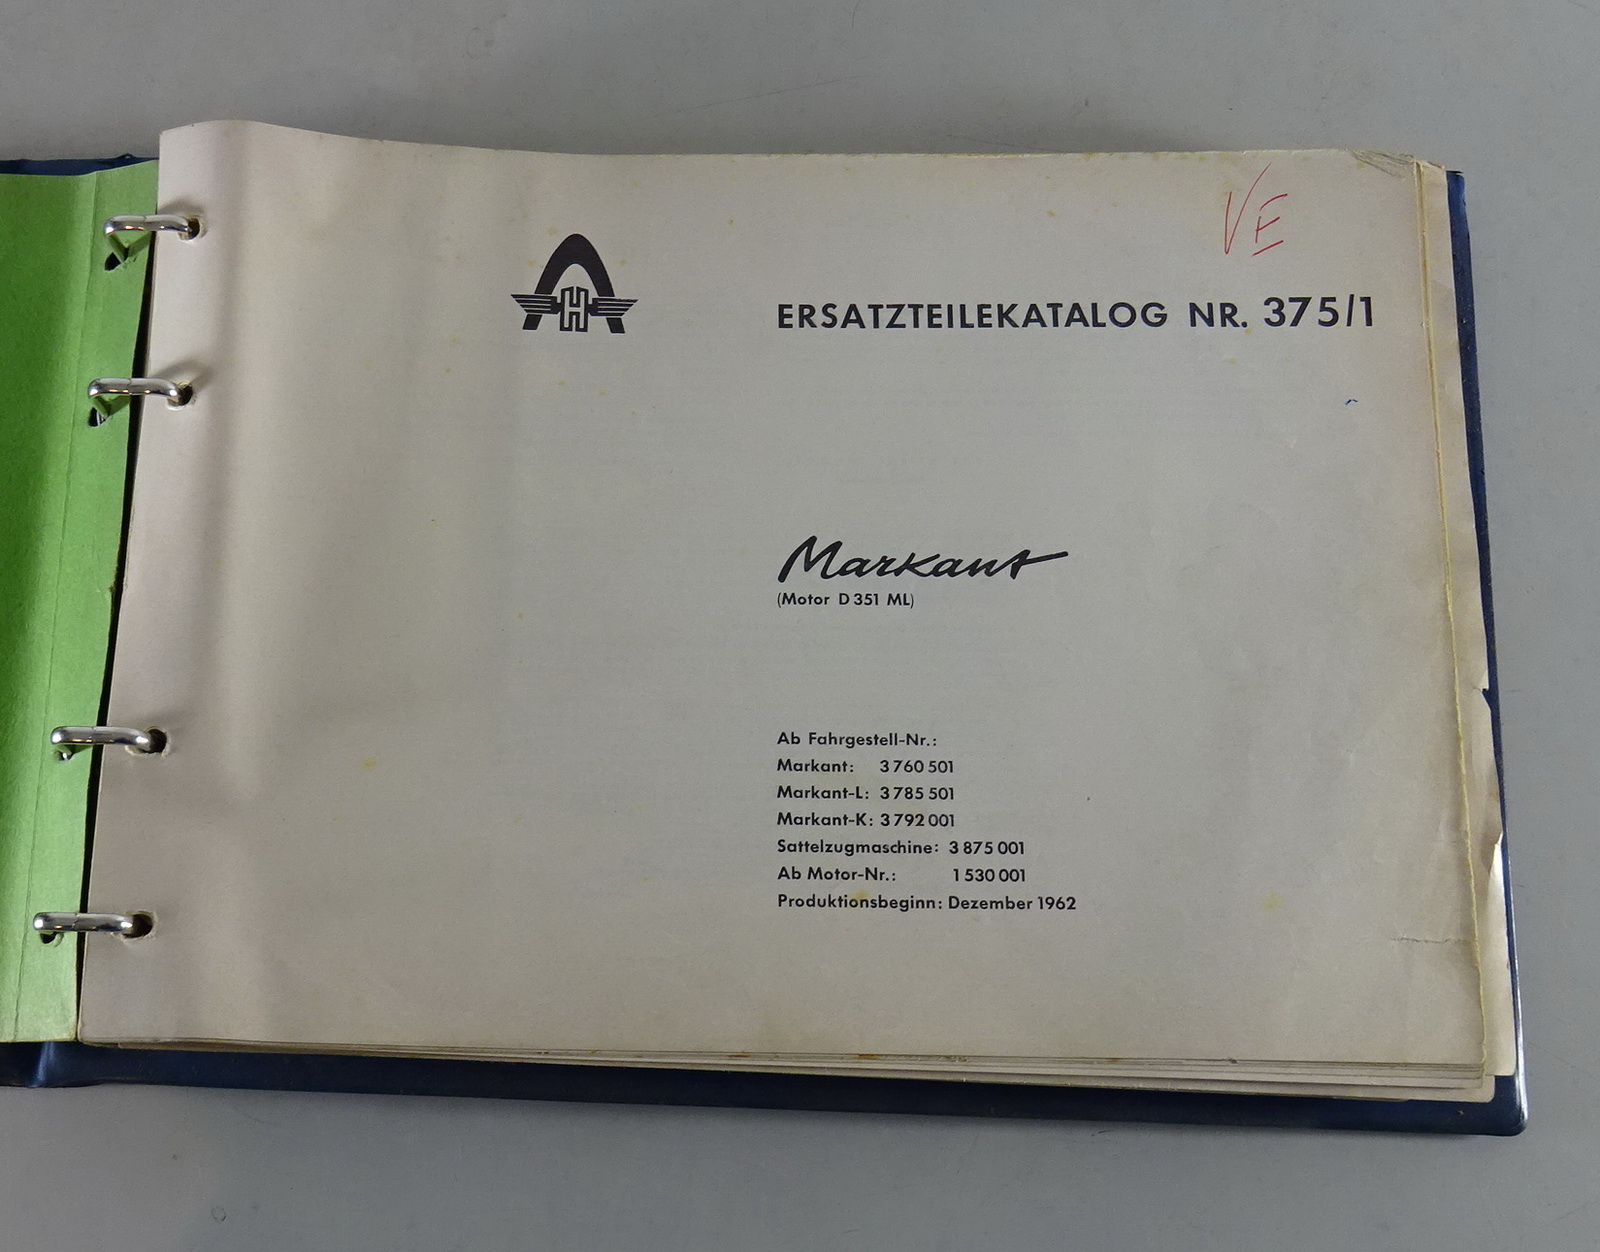 VE
ERSATZTEILEKATALOG NR. 375/1
H
Markant
(Motor D 351 ML)
Ab Fahrgestell-Nr.:
Markant: 3 760 501
Markant-L: 3 785 501
Markant-K: 3 792 001
Sattelzugmaschine: 3 875 001
Ab Motor-Nr.: 1 530 001
Produktionsbeginn: Dezember 1962